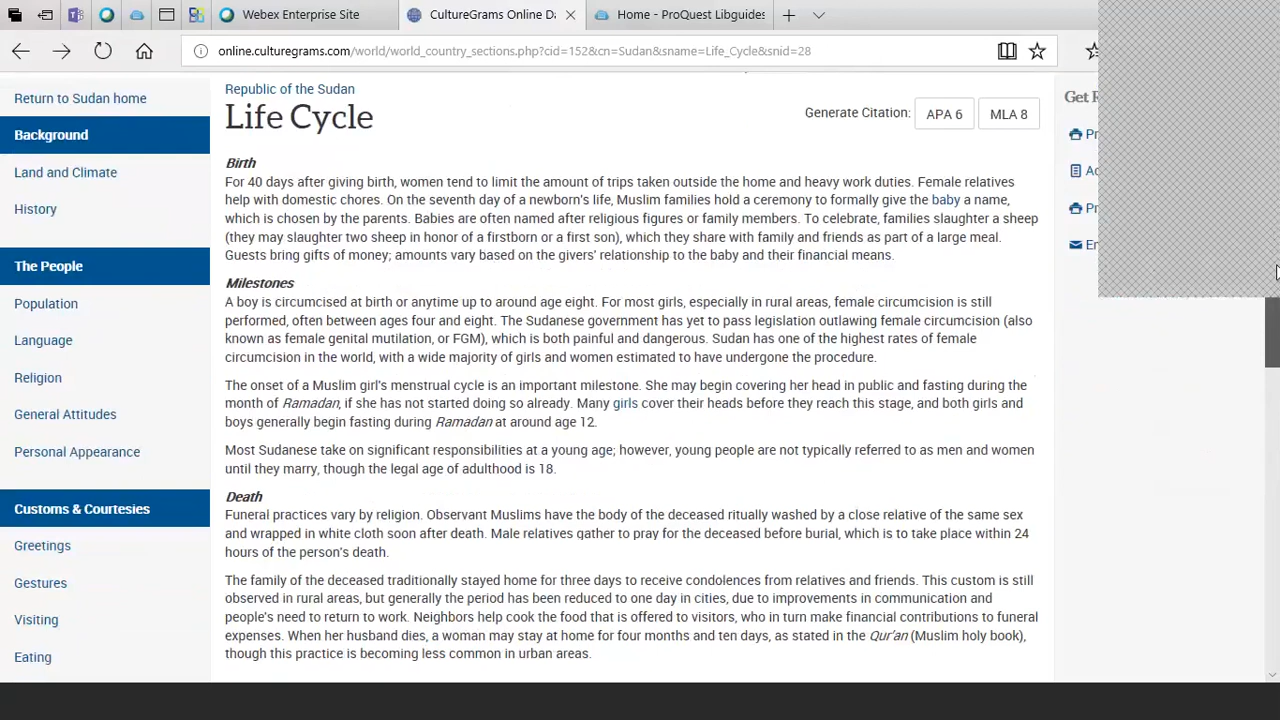 Webex Enterprise Site
CultureGrams Online Da
Home - ProQuest Libguides
online.culturegrams.com/world/world_country_sections.php?cid=152&cn=Sudan&sname=Life_Cycle&snid=28
Return to Sudan home
Background
Land and Climate
History
The People
Population
Language
Religion
General Attitudes
Personal Appearance
Customs & Courtesies
Greetings
Gestures
Visiting
Eating
Republic of the Sudan
Life Cycle
Generate Citation: APA 6 MLA 8
Birth
For 40 days after giving birth, women tend to limit the amount of trips taken outside the home and heavy work duties. Female relatives
help with domestic chores. On the seventh day of a newborn's life, Muslim families hold a ceremony to formally give the baby a name,
which is chosen by the parents. Babies are often named after religious figures or family members. To celebrate, families slaughter a sheep
(they may slaughter two sheep in honor of a firstborn or a first son), which they share with family and friends as part of a large meal.
Guests bring gifts of money; amounts vary based on the givers' relationship to the baby and their financial means.
Milestones
A boy is circumcised at birth or anytime up to around age eight. For most girls, especially in rural areas, female circumcision is still
performed, often between ages four and eight. The Sudanese government has yet to pass legislation outlawing female circumcision (also
known as female genital mutilation, or FGM), which is both painful and dangerous. Sudan has one of the highest rates of female
circumcision in the world, with a wide majority of girls and women estimated to have undergone the procedure.
The onset of a Muslim girl's menstrual cycle is an important milestone. She may begin covering her head in public and fasting during the
month of Ramadan, if she has not started doing so already. Many girls cover their heads before they reach this stage, and both girls and
boys generally begin fasting during Ramadan at around age 12.
Most Sudanese take on significant responsibilities at a young age; however, young people are not typically referred to as men and women
until they marry, though the legal age of adulthood is 18.
Death
Funeral practices vary by religion. Observant Muslims have the body of the deceased ritually washed by a close relative of the same sex
and wrapped in white cloth soon after death. Male relatives gather to pray for the deceased before burial, which is to take place within 24
hours of the person's death.
The family of the deceased traditionally stayed home for three days to receive condolences from relatives and friends. This custom is still
observed in rural areas, but generally the period has been reduced to one day in cities, due to improvements in communication and
people's need to return to work. Neighbors help cook the food that is offered to visitors, who in turn make financial contributions to funeral
expenses. When her husband dies, a woman may stay at home for four months and ten days, as stated in the Qur'an (Muslim holy book),
though this practice is becoming less common in urban areas.
Get R
Pr
Ac
Pr
En